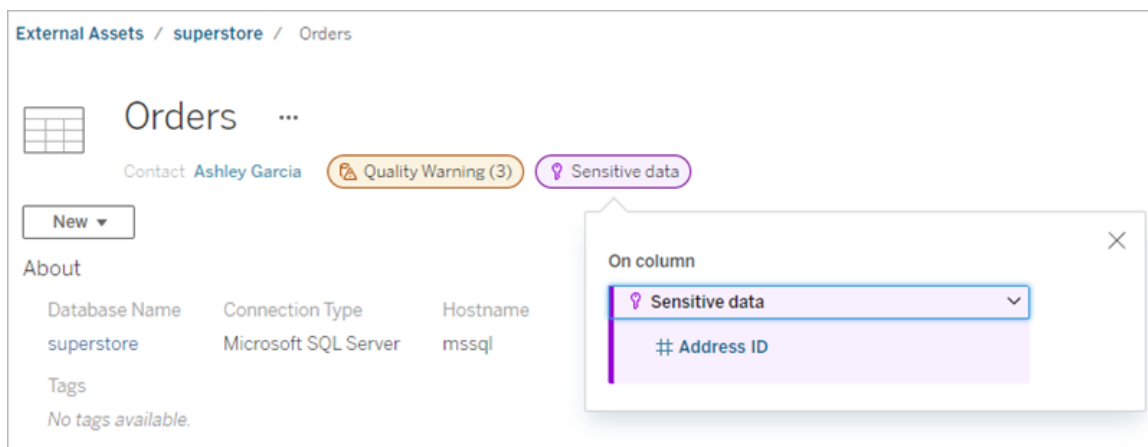 External Assets / superstore / Orders
Orders ...
Contact Ashley Garcia Quality Warning (3) Sensitive data
New
About
Database Name Connection Type Hostname
superstore Microsoft SQL Server mssql
Tags
No tags available.
On column
Sensitive data
# Address ID